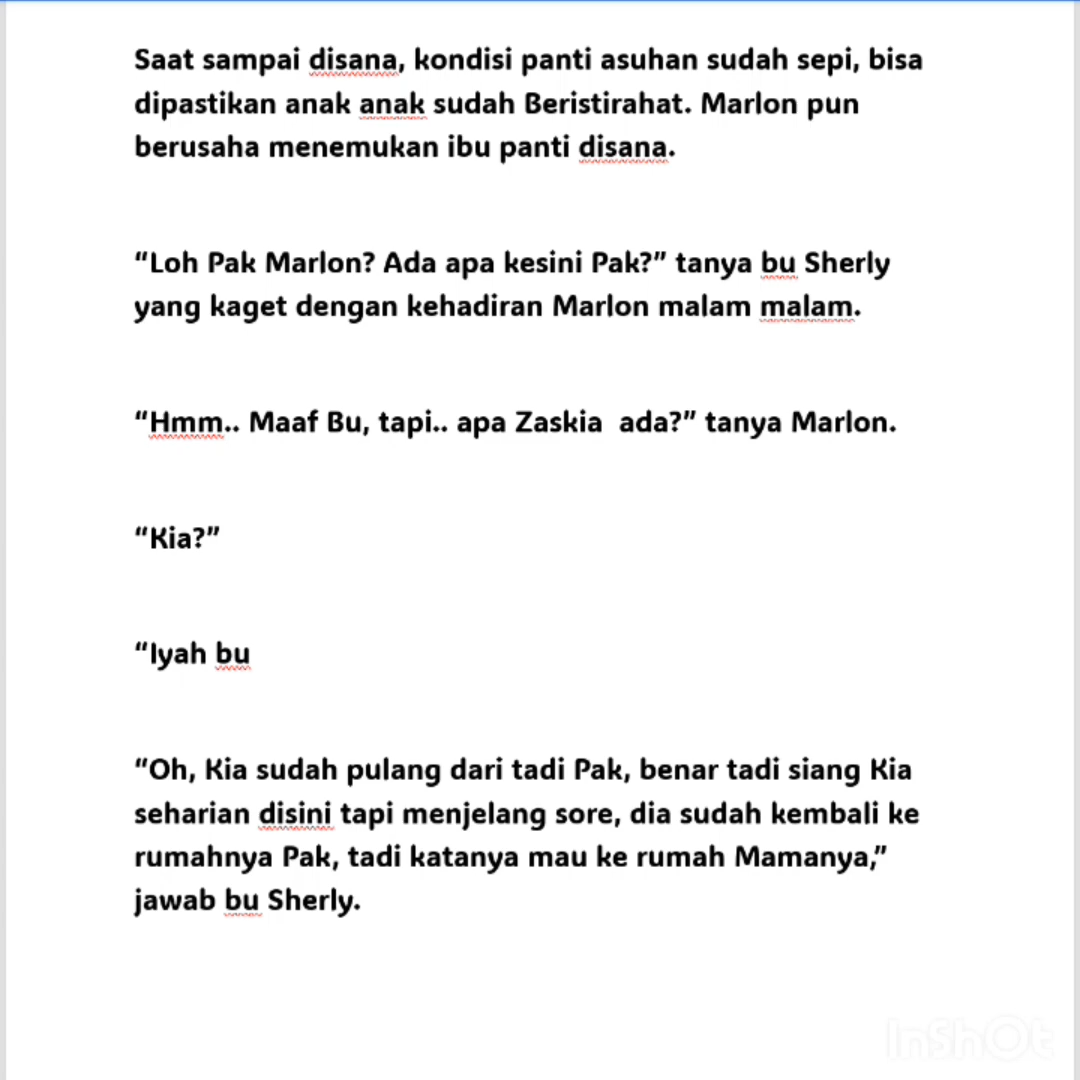 Saat sampai disana, kondisi panti asuhan sudah sepi, bisa
dipastikan anak anak sudah Beristirahat. Marlon pun
berusaha menemukan ibu panti disana.
“Loh Pak Marlon? Ada apa kesini Pak?” tanya bu Sherly
yang kaget dengan kehadiran Marlon malam malam.
“Hmm.. Maaf Bu, tapi.. apa Zaskia  ada?” tanya Marlon.
“Kia?”
“Iyah bu
“Oh, Kia sudah pulang dari tadi Pak, benar tadi siang Kia
seharian disini tapi menjelang sore, dia sudah kembali ke
rumahnya Pak, tadi katanya mau ke rumah Mamanya,”
jawab bu Sherly.
InShOt